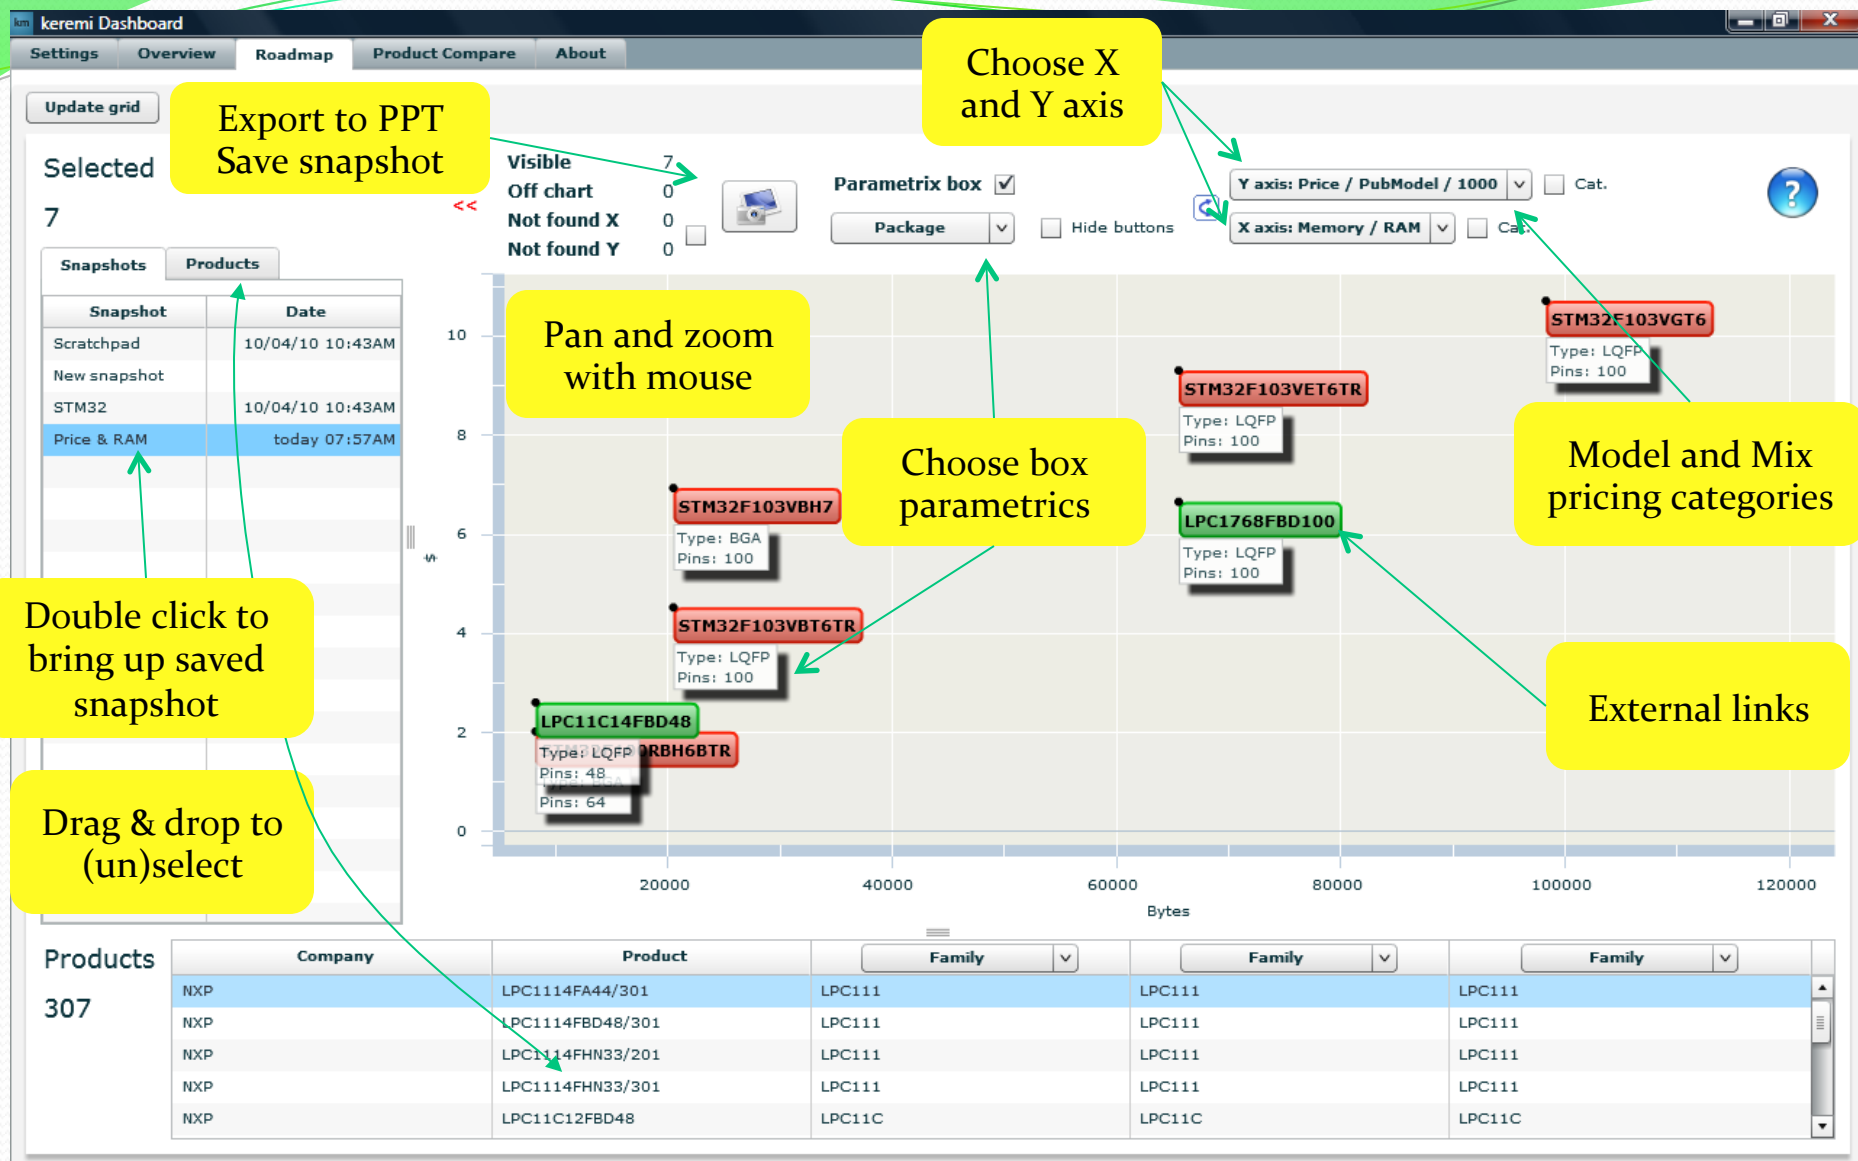 km keremi Dashboard
Settings Overview Roadmap Product Compare About
Update grid
Export to PPT
Save snapshot
Choose X
and Y axis
Selected
7
<<
Visible 7
Off chart 0
Not found X 0
Not found Y 0
Parametrix box
Package
Hide buttons
Y axis: Price / PubModel / 1000
Cat.
X axis: Memory / RAM
Cat.
?
Snapshots Products
Snapshot Date
Scratchpad 10/04/10 10:43AM
New snapshot
STM32 10/04/10 10:43AM
Price & RAM today 07:57AM
Pan and zoom
with mouse
Choose box
parametrics
Model and Mix
pricing categories
External links
Double click to
bring up saved
snapshot
Drag & drop to
(un)select
10
8
6
4
2
0
$
STM32F103VGT6
Type: LQFP
Pins: 100
STM32F103VET6TR
Type: LQFP
Pins: 100
STM32F103VBH7
Type: BGA
Pins: 100
LPC1768FBD100
Type: LQFP
Pins: 100
STM32F103VBT6TR
Type: LQFP
Pins: 100
LPC11C14FBD48
Type: LQFP
Pins: 48
RBH6BTR
Type: BGA
Pins: 64
20000 40000 60000 80000 100000 120000
Bytes
Products
307
Company Product Family Family Family
NXP LPC1114FA44/301 LPC111 LPC111 LPC111
NXP LPC1114FBD48/301 LPC111 LPC111 LPC111
NXP LPC1114FHN33/201 LPC111 LPC111 LPC111
NXP LPC1114FHN33/301 LPC111 LPC111 LPC111
NXP LPC11C12FBD48 LPC11C LPC11C LPC11C